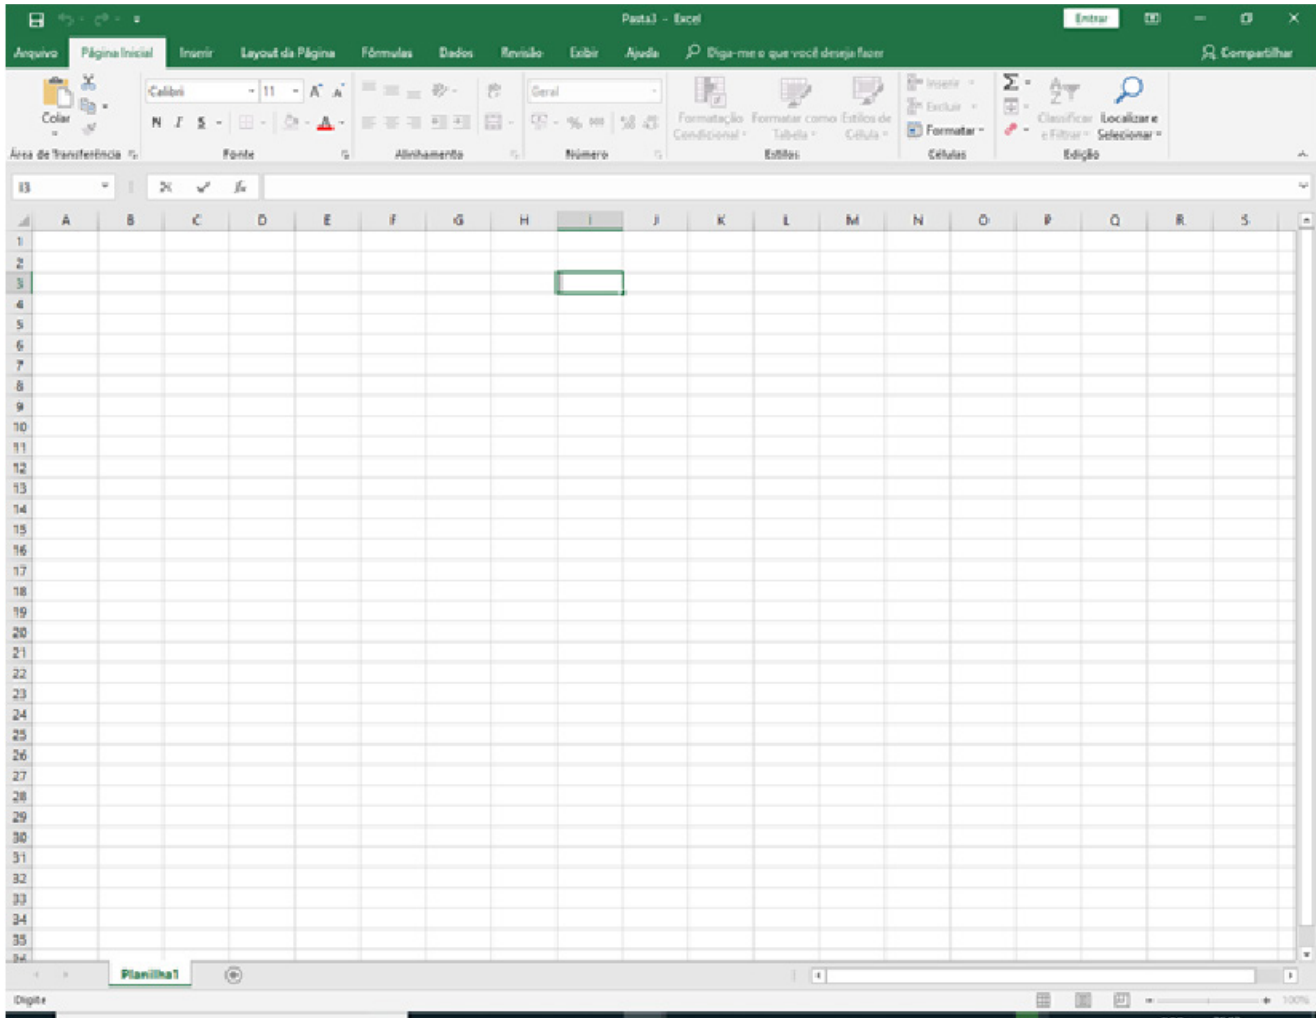 Pasta3 - Excel
Entrar
Arquivo Página Inicial Inserir Layout da Página Fórmulas Dados Revisão Exibir Ajuda Diga-me o que você deseja fazer Compartilhar
Colar
Calibri 11
N I S
Geral
% 000
Formatação Condicional
Formatar como Tabela
Estilos de Célula
Inserir
Excluir
Formatar
Classificar e Filtrar
Localizar e Selecionar
Área de Transferência Fonte Alinhamento Número Estilos Células Edição
I3 fx
A B C D E F G H I J K L M N O P Q R S
1
2
3
4
5
6
7
8
9
10
11
12
13
14
15
16
17
18
19
20
21
22
23
24
25
26
27
28
29
30
31
32
33
34
35
Planilha1
Digite 100%